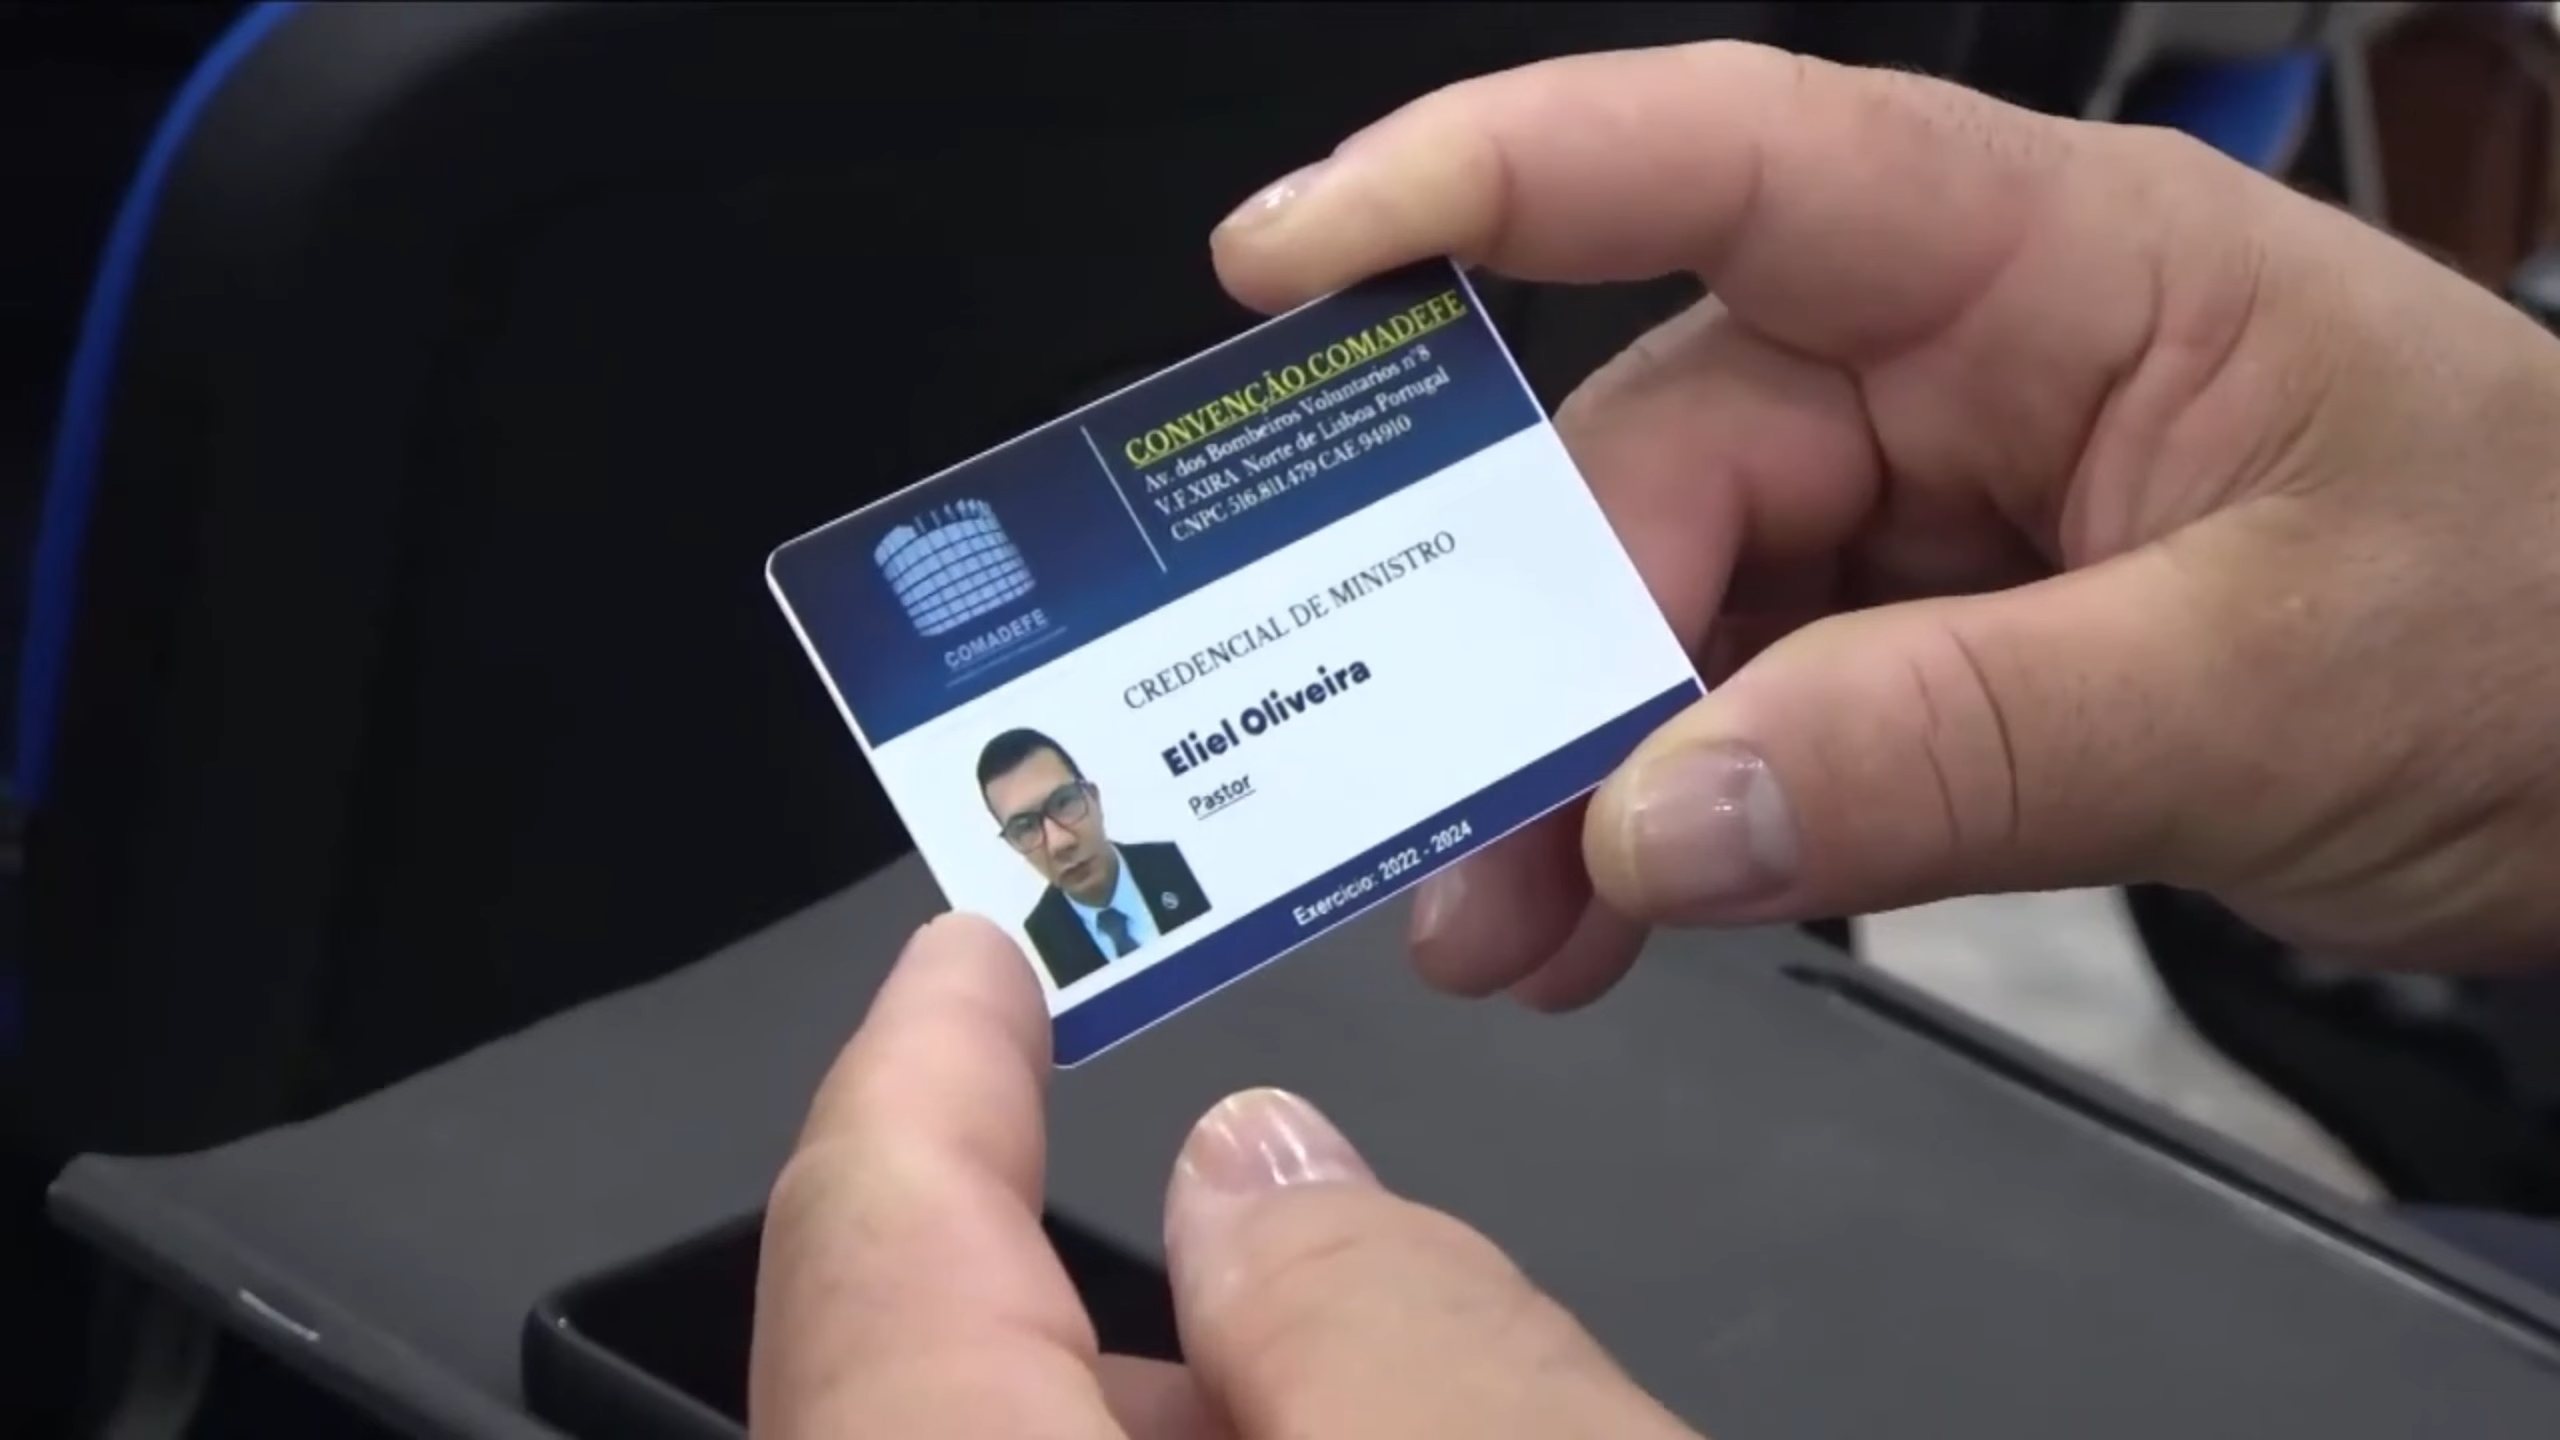 CONVENÇÃO COMADEFE
Av. dos Bombeiros Voluntarios nº8
V.F.XIRA Norte de Lisboa Portugal
CNPC 516.811.479 CAE 94910
COMADEFE
CREDENCIAL DE MINISTRO
Eliel Oliveira
Pastor
Exercício: 2022 - 2024